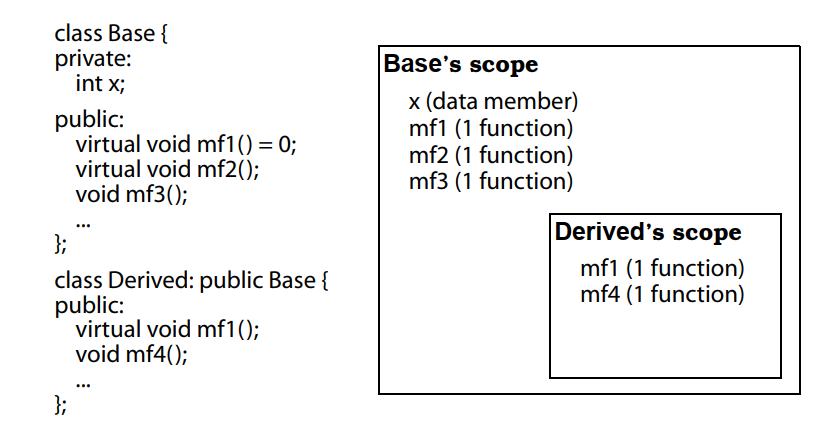 class Base {
private:
int x;
public:
virtual void mf1() = 0;
virtual void mf2();
void mf3();
...
};
class Derived: public Base {
public:
virtual void mf1();
void mf4();
...
};
Base's scope
x (data member)
mf1 (1 function)
mf2 (1 function)
mf3 (1 function)
Derived's scope
mf1 (1 function)
mf4 (1 function)